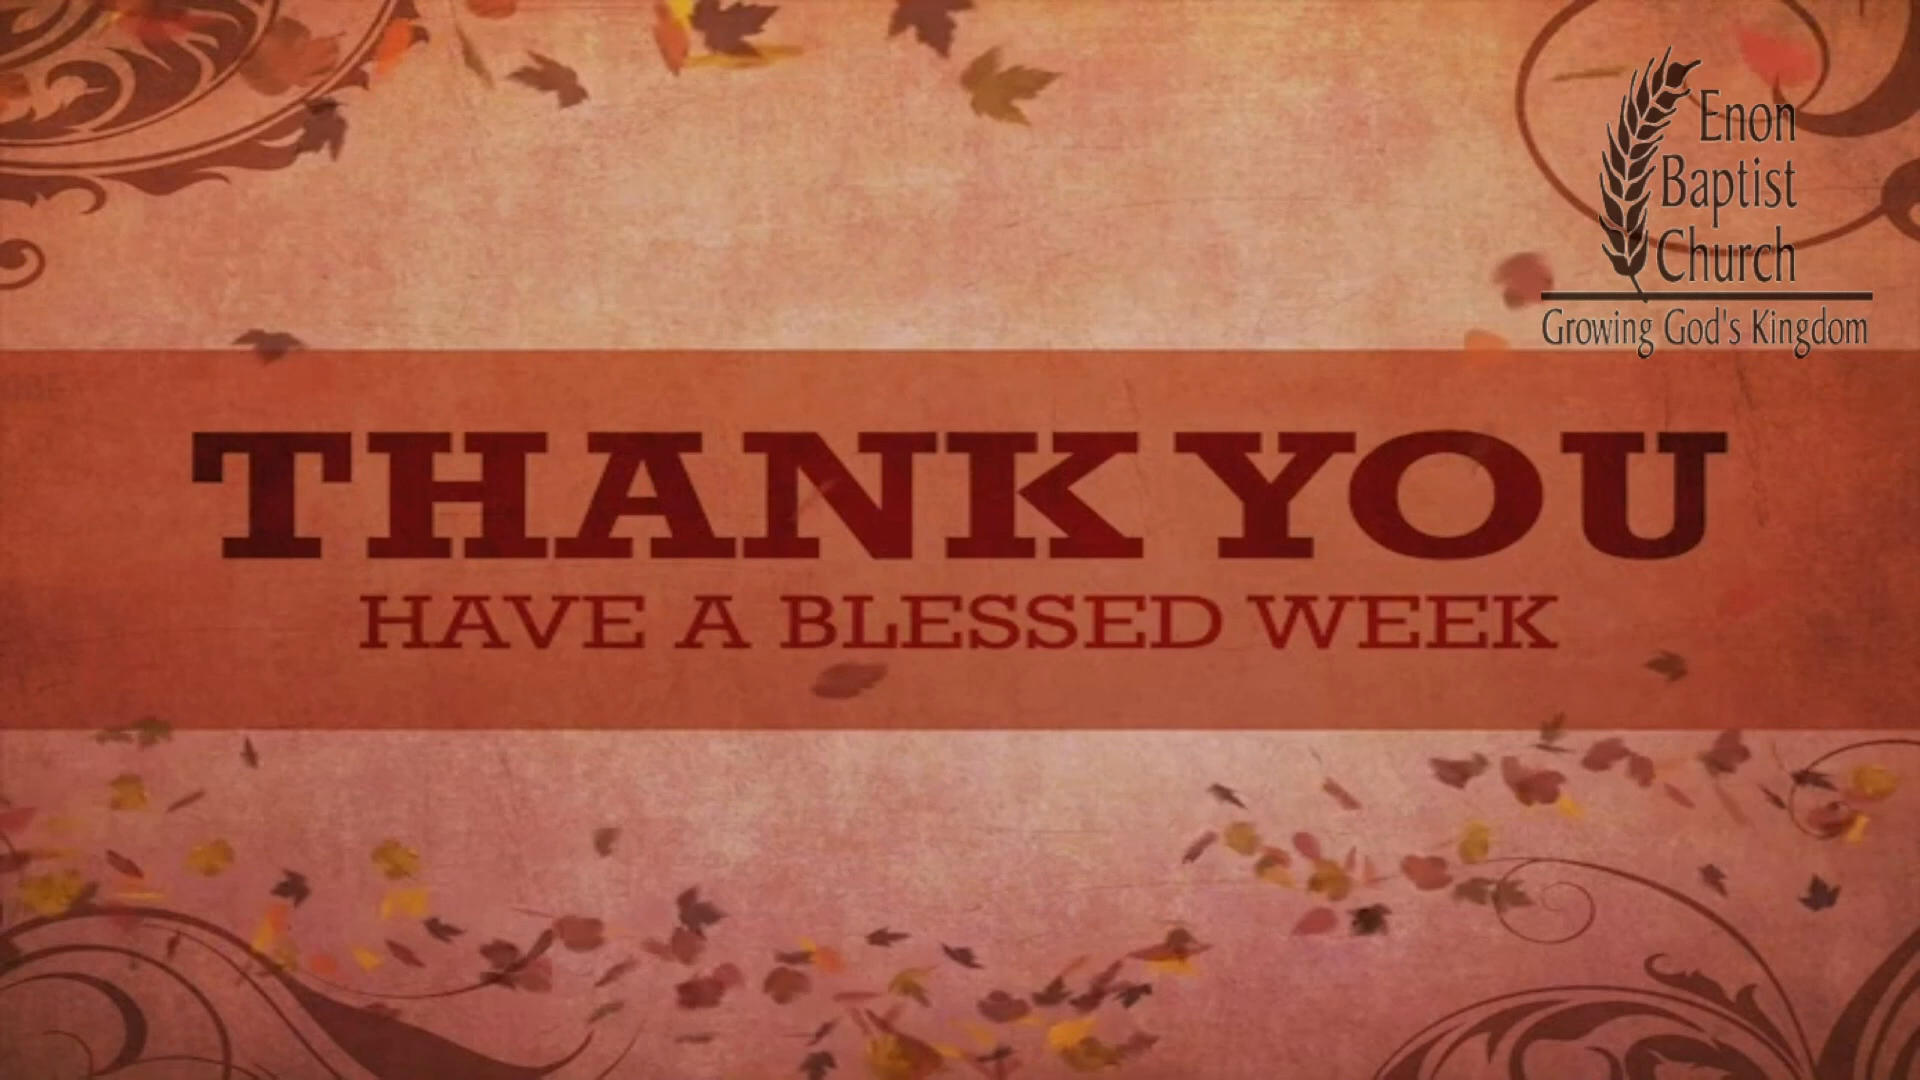 Enon
Baptist
Church
Growing God's Kingdom
THANK YOU
HAVE A BLESSED WEEK